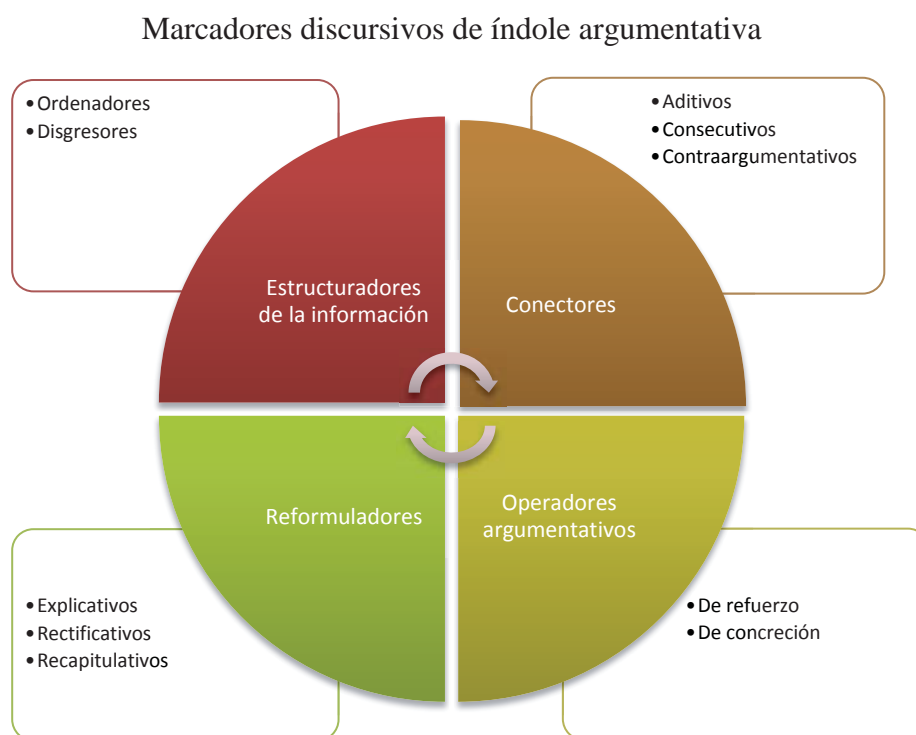 Marcadores discursivos de índole argumentativa
•Ordenadores
•Disgresores
•Aditivos
•Consecutivos
•Contraargumentativos
Estructuradores
de la información
Conectores
Reformuladores
Operadores
argumentativos
•Explicativos
•Rectificativos
•Recapitulativos
•De refuerzo
•De concreción